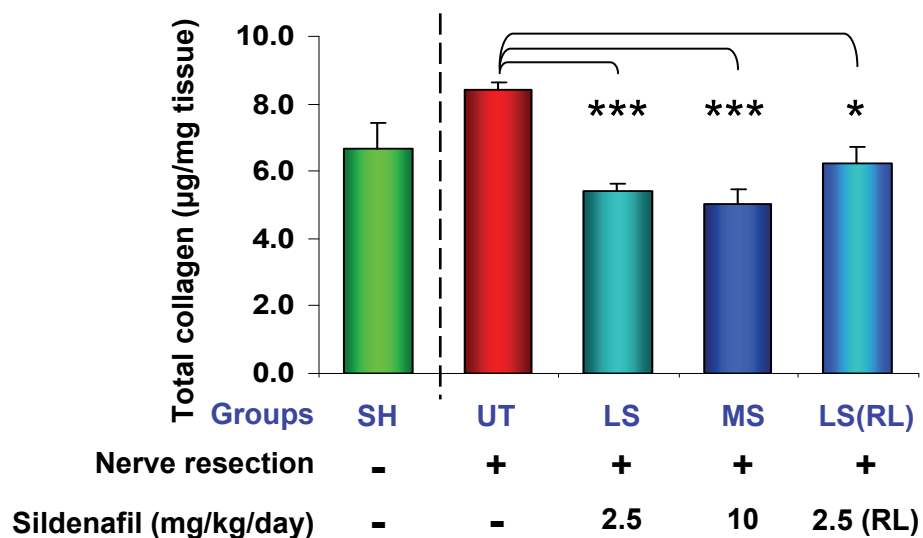 Total collagen (µg/mg tissue)
10.0
8.0
6.0
4.0
2.0
0.0
*** *** *
Groups SH UT LS MS LS(RL)
Nerve resection - + + + +
Sildenafil (mg/kg/day) - - 2.5 10 2.5 (RL)